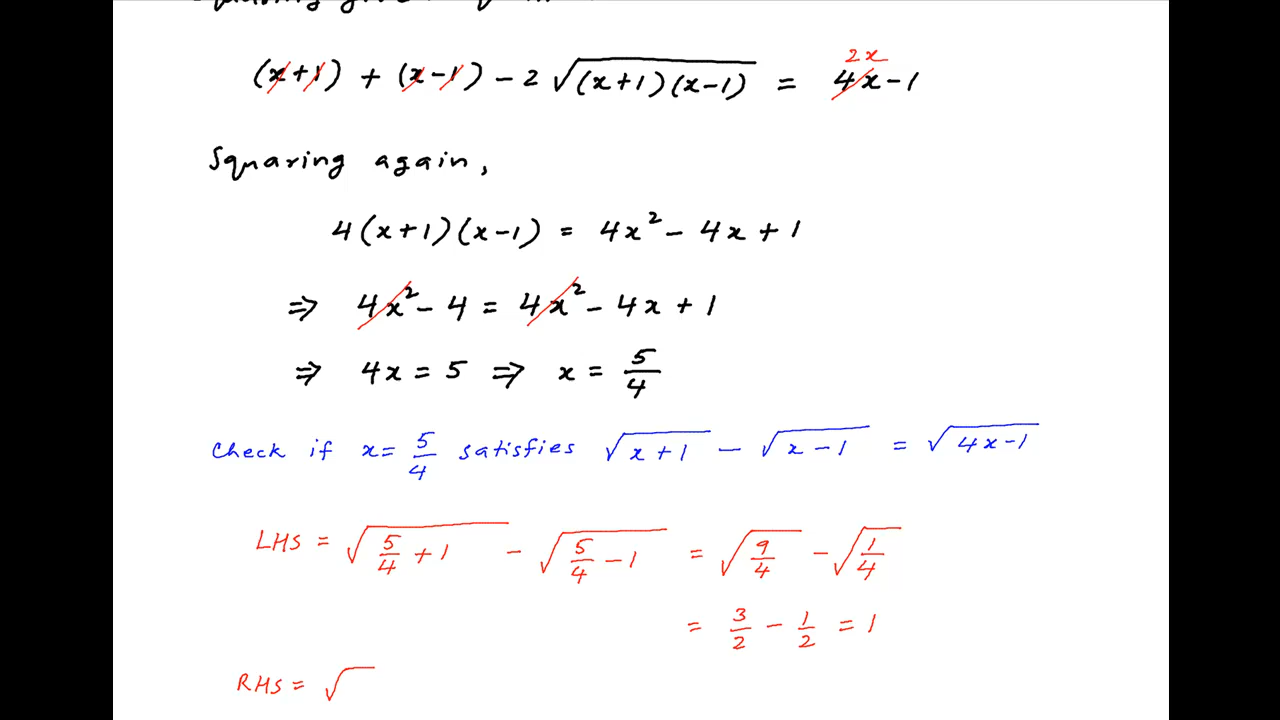 2x
(x+1) + (x-1) - 2√(x+1)(x-1) = 4x-1
Squaring again,
4(x+1)(x-1) = 4x² - 4x + 1
⇒ 4x² - 4 = 4x² - 4x + 1
⇒ 4x = 5 ⇒ x = 5/4
Check if x = 5/4 satisfies √x+1 - √x-1 = √4x-1
LHS = √5/4 + 1 - √5/4 - 1 = √9/4 - √1/4
= 3/2 - 1/2 = 1
RHS = √